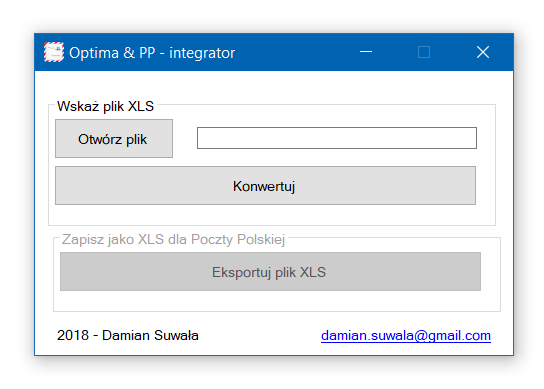 Optima & PP - integrator
Wskaż plik XLS
Otwórz plik
Konwertuj
Zapisz jako XLS dla Poczty Polskiej
Eksportuj plik XLS
2018 - Damian Suwała damian.suwala@gmail.com